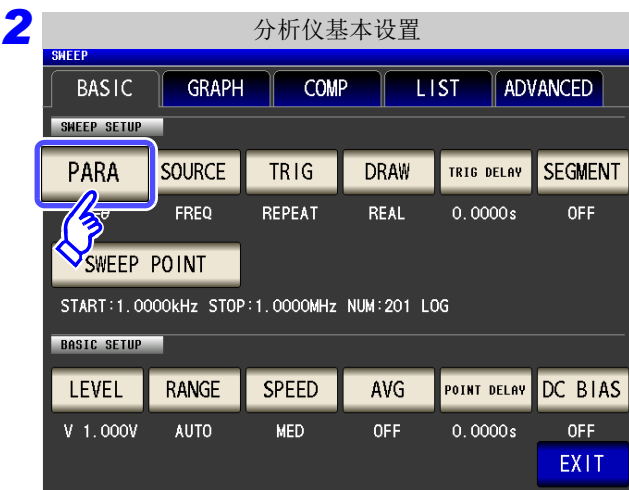 2
分析仪基本设置
SWEEP
BASIC GRAPH COMP LIST ADVANCED
SWEEP SETUP
PARA SOURCE TRIG DRAW TRIG DELAY SEGMENT
FREQ REPEAT REAL 0.0000s OFF
SWEEP POINT
START:1.0000kHz STOP:1.0000MHz NUM:201 LOG
BASIC SETUP
LEVEL RANGE SPEED AVG POINT DELAY DC BIAS
V 1.000V AUTO MED OFF 0.0000s OFF
EXIT